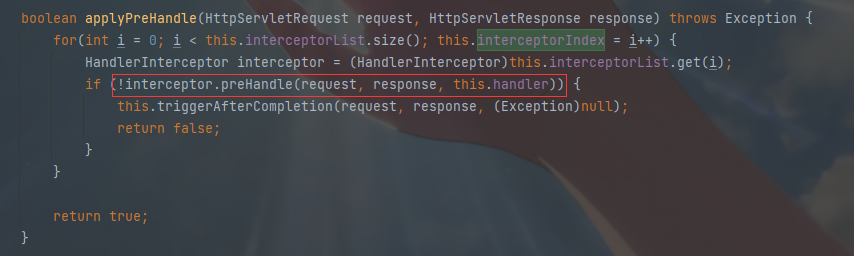 boolean applyPreHandle(HttpServletRequest request, HttpServletResponse response) throws Exception {
    for(int i = 0; i < this.interceptorList.size(); this.interceptorIndex = i++) {
        HandlerInterceptor interceptor = (HandlerInterceptor)this.interceptorList.get(i);
        if (!interceptor.preHandle(request, response, this.handler)) {
            this.triggerAfterCompletion(request, response, (Exception)null);
            return false;
        }
    }

    return true;
}